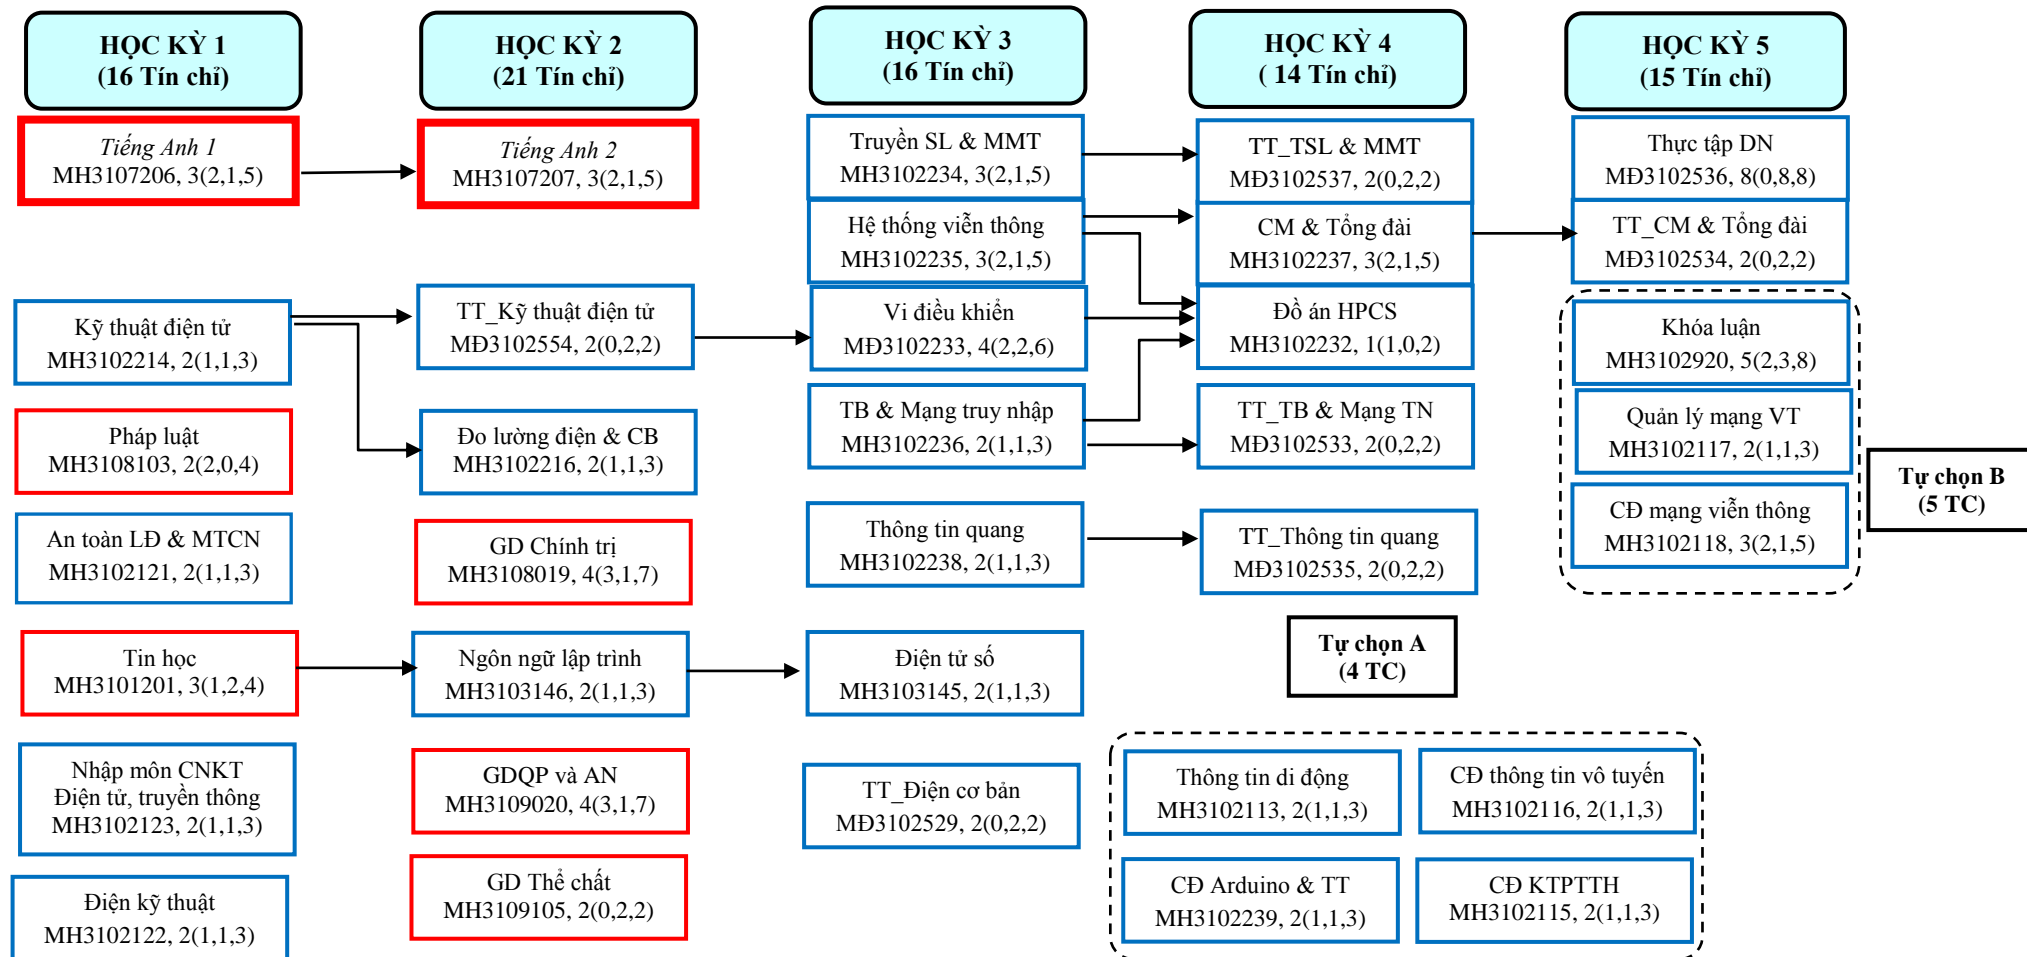 HỌC KỲ 1
(16 Tín chỉ)
Tiếng Anh 1
MH3107206, 3(2,1,5)
Kỹ thuật điện tử
MH3102214, 2(1,1,3)
Pháp luật
MH3108103, 2(2,0,4)
An toàn LĐ & MTCN
MH3102121, 2(1,1,3)
Tin học
MH3101201, 3(1,2,4)
Nhập môn CNKT
Điện tử, truyền thông
MH3102123, 2(1,1,3)
Điện kỹ thuật
MH3102122, 2(1,1,3)
HỌC KỲ 2
(21 Tín chỉ)
Tiếng Anh 2
MH3107207, 3(2,1,5)
TT_Kỹ thuật điện tử
MĐ3102554, 2(0,2,2)
Đo lường điện & CB
MH3102216, 2(1,1,3)
GD Chính trị
MH3108019, 4(3,1,7)
Ngôn ngữ lập trình
MH3103146, 2(1,1,3)
GDQP và AN
MH3109020, 4(3,1,7)
GD Thể chất
MH3109105, 2(0,2,2)
HỌC KỲ 3
(16 Tín chỉ)
Truyền SL & MMT
MH3102234, 3(2,1,5)
Hệ thống viễn thông
MH3102235, 3(2,1,5)
Vi điều khiển
MĐ3102233, 4(2,2,6)
TB & Mạng truy nhập
MH3102236, 2(1,1,3)
Thông tin quang
MH3102238, 2(1,1,3)
Điện tử số
MH3103145, 2(1,1,3)
TT_Điện cơ bản
MĐ3102529, 2(0,2,2)
HỌC KỲ 4
( 14 Tín chỉ)
TT_TSL & MMT
MĐ3102537, 2(0,2,2)
CM & Tổng đài
MH3102237, 3(2,1,5)
Đồ án HPCS
MH3102232, 1(1,0,2)
TT_TB & Mạng TN
MĐ3102533, 2(0,2,2)
TT_Thông tin quang
MĐ3102535, 2(0,2,2)
Tự chọn A
(4 TC)
Thông tin di động
MH3102113, 2(1,1,3)
CĐ thông tin vô tuyến
MH3102116, 2(1,1,3)
CĐ Arduino & TT
MH3102239, 2(1,1,3)
CĐ KTPTTH
MH3102115, 2(1,1,3)
HỌC KỲ 5
(15 Tín chỉ)
Thực tập DN
MĐ3102536, 8(0,8,8)
TT_CM & Tổng đài
MĐ3102534, 2(0,2,2)
Khóa luận
MH3102920, 5(2,3,8)
Quản lý mạng VT
MH3102117, 2(1,1,3)
CĐ mạng viễn thông
MH3102118, 3(2,1,5)
Tự chọn B
(5 TC)